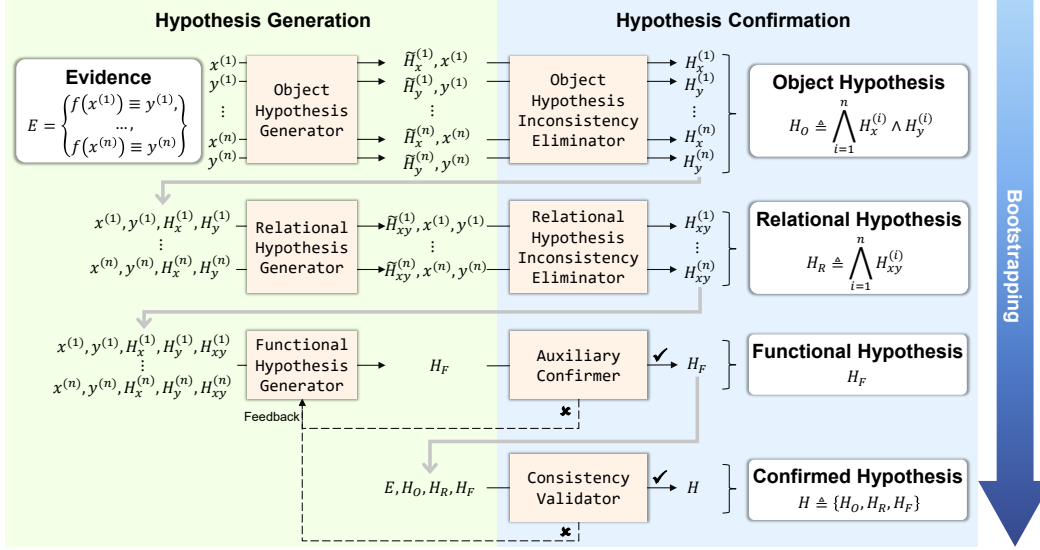 Hypothesis Generation
Hypothesis Confirmation
Evidence
E = {f(x^(1)) ≡ y^(1),
...,
f(x^(n)) ≡ y^(n)}
x^(1)
y^(1)
⋮
x^(n)
y^(n)
Object
Hypothesis
Generator
H̃_x^(1), x^(1)
H̃_y^(1), y^(1)
⋮
H̃_x^(n), x^(n)
H̃_y^(n), y^(n)
Object
Hypothesis
Inconsistency
Eliminator
H_x^(1)
H_y^(1)
⋮
H_x^(n)
H_y^(n)
Object Hypothesis
H_O ≜ ⋀_{i=1}^{n} H_x^(i) ∧ H_y^(i)
x^(1), y^(1), H_x^(1), H_y^(1)
⋮
x^(n), y^(n), H_x^(n), H_y^(n)
Relational
Hypothesis
Generator
H̃_xy^(1), x^(1), y^(1)
⋮
H̃_xy^(n), x^(n), y^(n)
Relational
Hypothesis
Inconsistency
Eliminator
H_xy^(1)
⋮
H_xy^(n)
Relational Hypothesis
H_R ≜ ⋀_{i=1}^{n} H_xy^(i)
x^(1), y^(1), H_x^(1), H_y^(1), H_xy^(1)
⋮
x^(n), y^(n), H_x^(n), H_y^(n), H_xy^(n)
Functional
Hypothesis
Generator
H_F
Auxiliary
Confirmer
✔
H_F
Functional Hypothesis
H_F
Feedback
✘
E, H_O, H_R, H_F
Consistency
Validator
✔
H
Confirmed Hypothesis
H ≜ {H_O, H_R, H_F}
✘
Bootstrapping